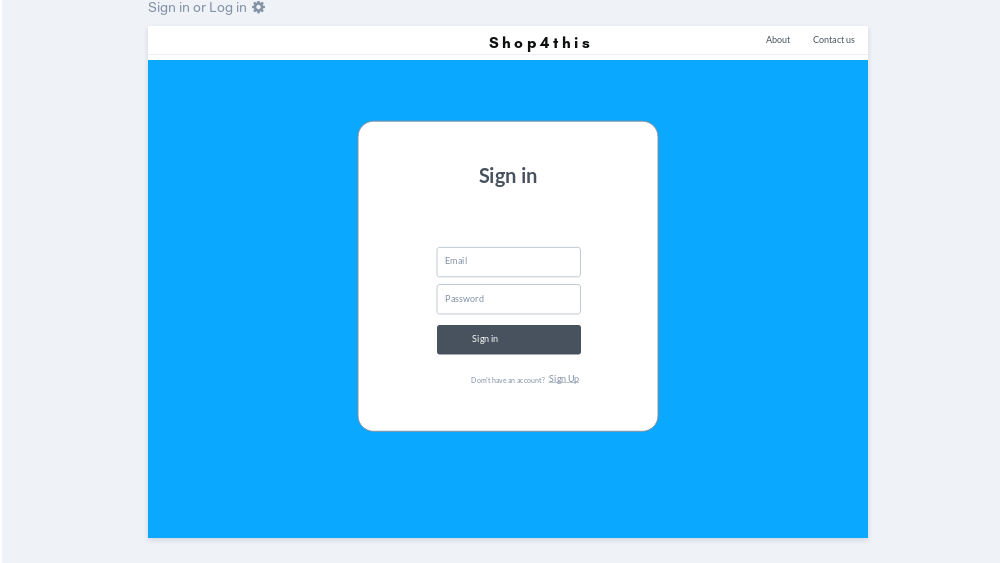 Sign in or Log in
Shop4this
About
Contact us
Sign in
Email
Password
Sign in
Don't have an account? Sign Up